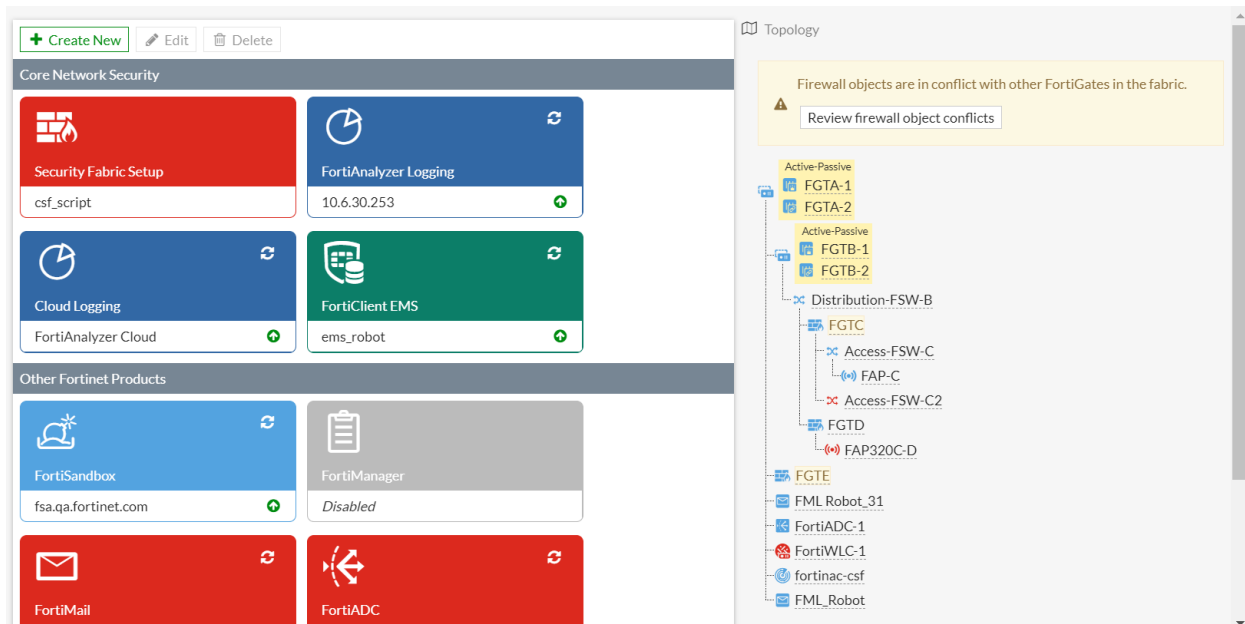 Create New
Edit
Delete
Core Network Security
Security Fabric Setup
csf_script
FortiAnalyzer Logging
10.6.30.253
Cloud Logging
FortiAnalyzer Cloud
FortiClient EMS
ems_robot
Other Fortinet Products
FortiSandbox
fsa.qa.fortinet.com
FortiManager
Disabled
FortiMail
FortiADC
Topology
Firewall objects are in conflict with other FortiGates in the fabric.
Review firewall object conflicts
Active-Passive
FGTA-1
FGTA-2
Active-Passive
FGTB-1
FGTB-2
Distribution-FSW-B
FGTC
Access-FSW-C
FAP-C
Access-FSW-C2
FGTD
FAP320C-D
FGTE
FML Robot_31
FortiADC-1
FortiWLC-1
fortinac-csf
FML_Robot